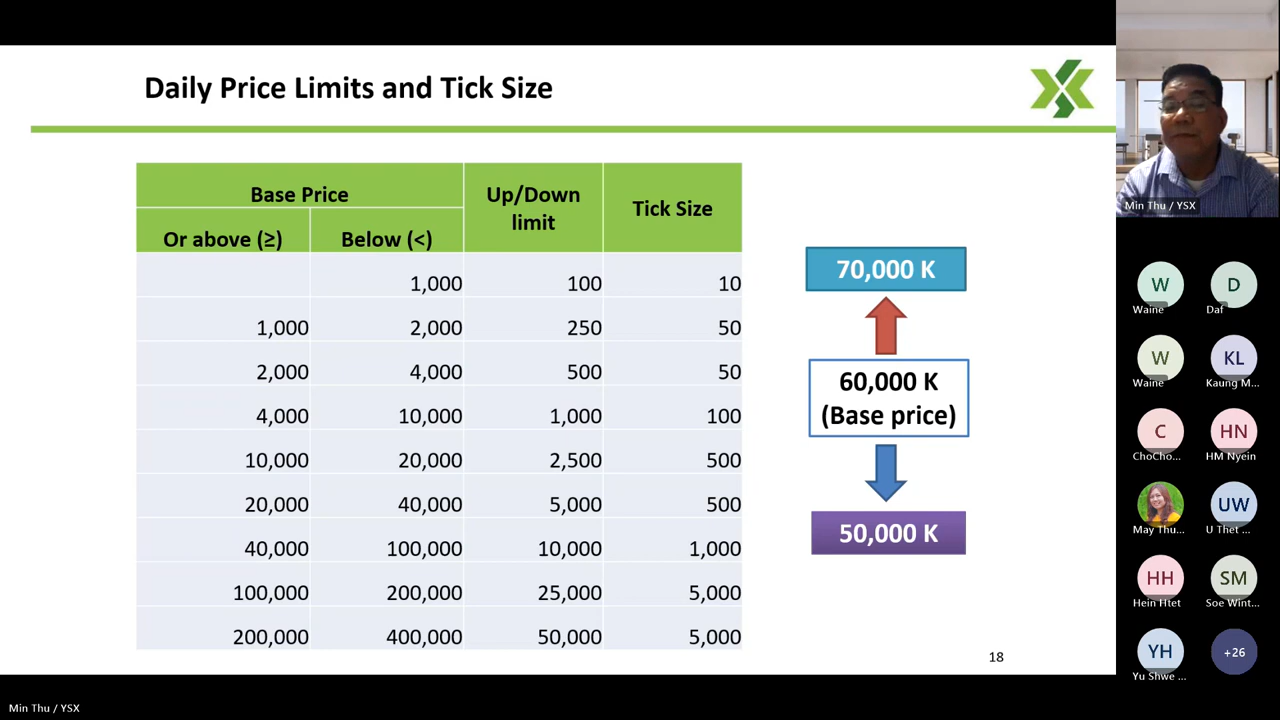 Daily Price Limits and Tick Size
Base Price
Up/Down
limit
Tick Size
Or above (≥)
Below (<)
1,000 100 10
1,000 2,000 250 50
2,000 4,000 500 50
4,000 10,000 1,000 100
10,000 20,000 2,500 500
20,000 40,000 5,000 500
40,000 100,000 10,000 1,000
100,000 200,000 25,000 5,000
200,000 400,000 50,000 5,000
70,000 K
60,000 K
(Base price)
50,000 K
18
Min Thu / YSX
W
Waine
D
Daf
W
Waine
KL
Kaung M...
C
ChoCho...
HN
HM Nyein
May Thu...
UW
U Thet ...
HH
Hein Htet
SM
Soe Wint...
YH
Yu Shwe ...
+26
Min Thu / YSX